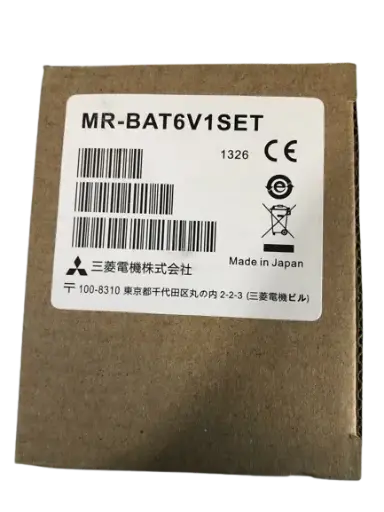 MR-BAT6V1SET
1326 CE
三菱電機株式会社
Made in Japan
〒100-8310 東京都千代田区丸の内 2-2-3 (三菱電機ビル)